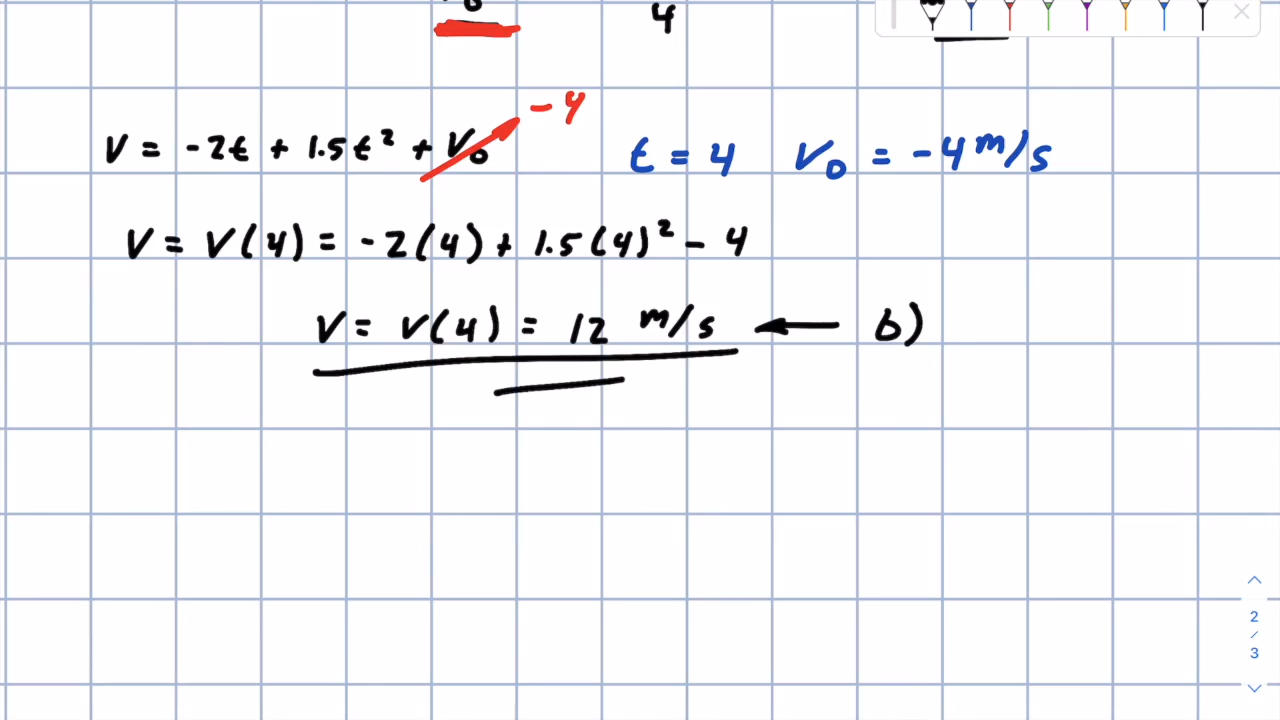 4
- 4
V = -2t + 1.5t² + V₀
t = 4 V₀ = -4 m/s
V = V(4) = -2(4) + 1.5(4)² - 4
V = V(4) = 12 m/s ← b)
2
/
3